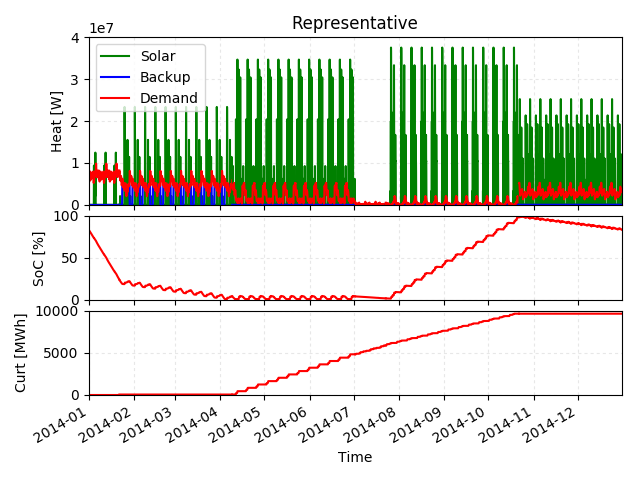 Representative
1e7
Solar
Backup
Demand
Heat [W]
4
3
2
1
0
SoC [%]
100
50
0
Curt [MWh]
10000
5000
0
2014-01
2014-02
2014-03
2014-04
2014-05
2014-06
2014-07
2014-08
2014-09
2014-10
2014-11
2014-12
Time